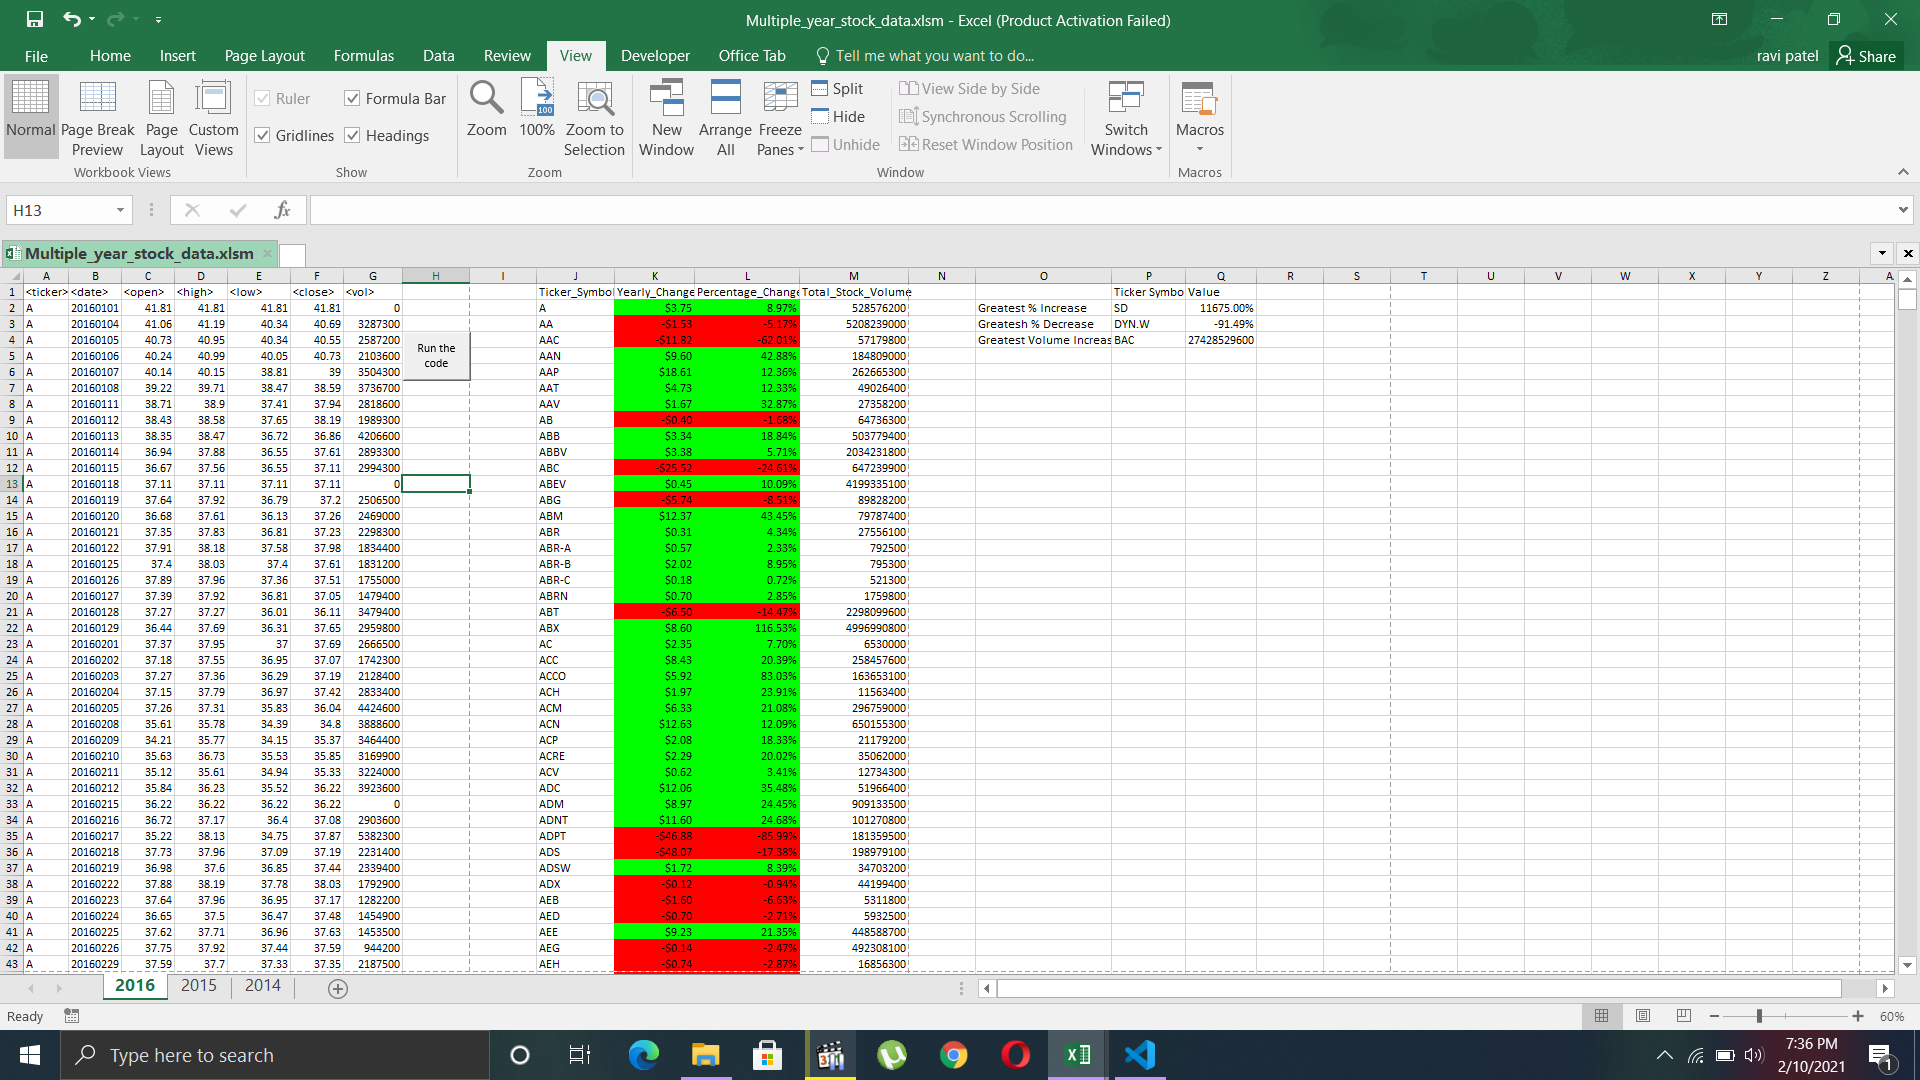 Multiple_year_stock_data.xlsm - Excel (Product Activation Failed)
File Home Insert Page Layout Formulas Data Review View Developer Office Tab Tell me what you want to do... ravi patel Share
Normal Page Break Preview Page Layout Custom Views
Ruler Formula Bar
Gridlines Headings
Zoom 100% Zoom to Selection
New Window Arrange All Freeze Panes
Split
Hide
Unhide
View Side by Side
Synchronous Scrolling
Reset Window Position
Switch Windows Macros
Workbook Views Show Zoom Window Macros
H13 fx
Multiple_year_stock_data.xlsm
A B C D E F G H I J K L M N O P Q R S T U V W X Y Z A
1 <ticker> <date> <open> <high> <low> <close> <vol> Ticker_Symbol Yearly_Change Percentage_Change Total_Stock_Volume Ticker Symbo Value
2 A 20160101 41.81 41.81 41.81 41.81 0 A $3.75 8.97% 528576200 Greatest % Increase SD 11675.00%
3 A 20160104 41.06 41.19 40.34 40.69 3287300 AA -$1.53 -5.17% 5208239000 Greatesh % Decrease DYN.W -91.49%
4 A 20160105 40.73 40.95 40.34 40.55 2587200 AAC -$11.82 -62.01% 57179800 Greatest Volume Increas BAC 27428529600
Run the code
5 A 20160106 40.24 40.99 40.05 40.73 2103600 AAN $9.60 42.88% 184809000
6 A 20160107 40.14 40.15 38.81 39 3504300 AAP $18.61 12.36% 262665300
7 A 20160108 39.22 39.71 38.47 38.59 3736700 AAT $4.73 12.33% 49026400
8 A 20160111 38.71 38.9 37.41 37.94 2818600 AAV $1.67 32.87% 27358200
9 A 20160112 38.43 38.58 37.65 38.19 1989300 AB -$0.40 -1.68% 64736300
10 A 20160113 38.35 38.47 36.72 36.86 4206600 ABB $3.34 18.84% 503779400
11 A 20160114 36.94 37.88 36.55 37.61 2893300 ABBV $3.38 5.71% 2034231800
12 A 20160115 36.67 37.56 36.55 37.11 2994300 ABC -$25.52 -24.61% 647239900
13 A 20160118 37.11 37.11 37.11 37.11 0 ABEV $0.45 10.09% 4199335100
14 A 20160119 37.64 37.92 36.79 37.2 2506500 ABG -$5.74 -8.51% 89828200
15 A 20160120 36.68 37.61 36.13 37.26 2469000 ABM $12.37 43.45% 79787400
16 A 20160121 37.35 37.83 36.81 37.23 2298300 ABR $0.31 4.34% 27556100
17 A 20160122 37.91 38.18 37.58 37.98 1834400 ABR-A $0.57 2.33% 792500
18 A 20160125 37.4 38.03 37.4 37.61 1831200 ABR-B $2.02 8.95% 795300
19 A 20160126 37.89 37.96 37.36 37.51 1755000 ABR-C $0.18 0.72% 521300
20 A 20160127 37.39 37.92 36.81 37.05 1479400 ABRN $0.70 2.85% 1759800
21 A 20160128 37.27 37.27 36.01 36.11 3479400 ABT -$6.50 -14.47% 2298099600
22 A 20160129 36.44 37.69 36.31 37.65 2959800 ABX $8.60 116.53% 4996990800
23 A 20160201 37.37 37.95 37 37.69 2666500 AC $2.35 7.70% 6530000
24 A 20160202 37.18 37.55 36.95 37.07 1742300 ACC $8.43 20.39% 258457600
25 A 20160203 37.27 37.36 36.29 37.19 2128400 ACCO $5.92 83.03% 163653100
26 A 20160204 37.15 37.79 36.97 37.42 2833400 ACH $1.97 23.91% 11563400
27 A 20160205 37.26 37.31 35.83 36.04 4424600 ACM $6.33 21.08% 296759000
28 A 20160208 35.61 35.78 34.39 34.8 3888600 ACN $12.63 12.09% 650155300
29 A 20160209 34.21 35.77 34.15 35.37 3464400 ACP $2.08 18.33% 21179200
30 A 20160210 35.63 36.73 35.53 35.85 3169900 ACRE $2.29 20.02% 35062000
31 A 20160211 35.12 35.61 34.94 35.33 3224000 ACV $0.62 3.41% 12734300
32 A 20160212 35.84 36.23 35.52 36.22 3923600 ADC $12.06 35.48% 51966400
33 A 20160215 36.22 36.22 36.22 36.22 0 ADM $8.97 24.45% 909133500
34 A 20160216 36.72 37.17 36.4 37.08 2903600 ADNT $11.60 24.68% 101270800
35 A 20160217 35.22 38.13 34.75 37.87 5382300 ADPT -$46.88 -85.99% 181359500
36 A 20160218 37.73 37.96 37.09 37.19 2231400 ADS -$48.07 -17.38% 198979100
37 A 20160219 36.98 37.6 36.85 37.44 2339400 ADSW $1.72 8.39% 34703200
38 A 20160222 37.88 38.19 37.78 38.03 1792900 ADX -$0.12 -0.94% 44199400
39 A 20160223 37.64 37.96 36.95 37.17 1282200 AEB -$1.60 -6.63% 5311800
40 A 20160224 36.65 37.5 36.47 37.48 1454900 AED -$0.70 -2.71% 5932500
41 A 20160225 37.62 37.71 36.96 37.63 1453500 AEE $9.23 21.35% 448588700
42 A 20160226 37.75 37.92 37.44 37.59 944200 AEG -$0.14 -2.47% 492308100
43 A 20160229 37.59 37.7 37.33 37.35 2187500 AEH -$0.74 -2.87% 16856300
2016 2015 2014
Ready 60%
Type here to search
7:36 PM
2/10/2021
1